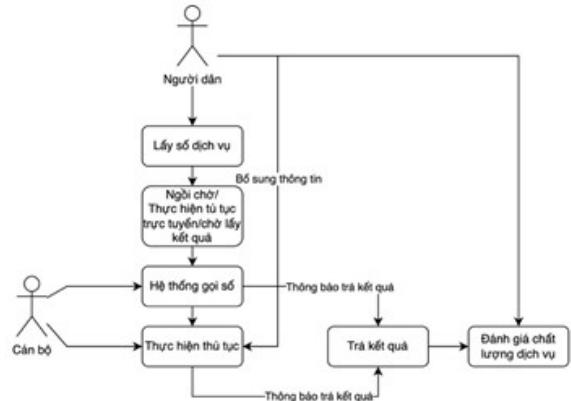 Người dân
Lấy số dịch vụ
Bổ sung thông tin
Ngồi chờ/
Thực hiện tủ tục
trực tuyến/chờ lấy
kết quả
Hệ thống gọi số
Thông báo trả kết quả
Cán bộ
Thực hiện thủ tục
Trả kết quả
Đánh giá chất
lượng dịch vụ
Thông báo trả kết quả